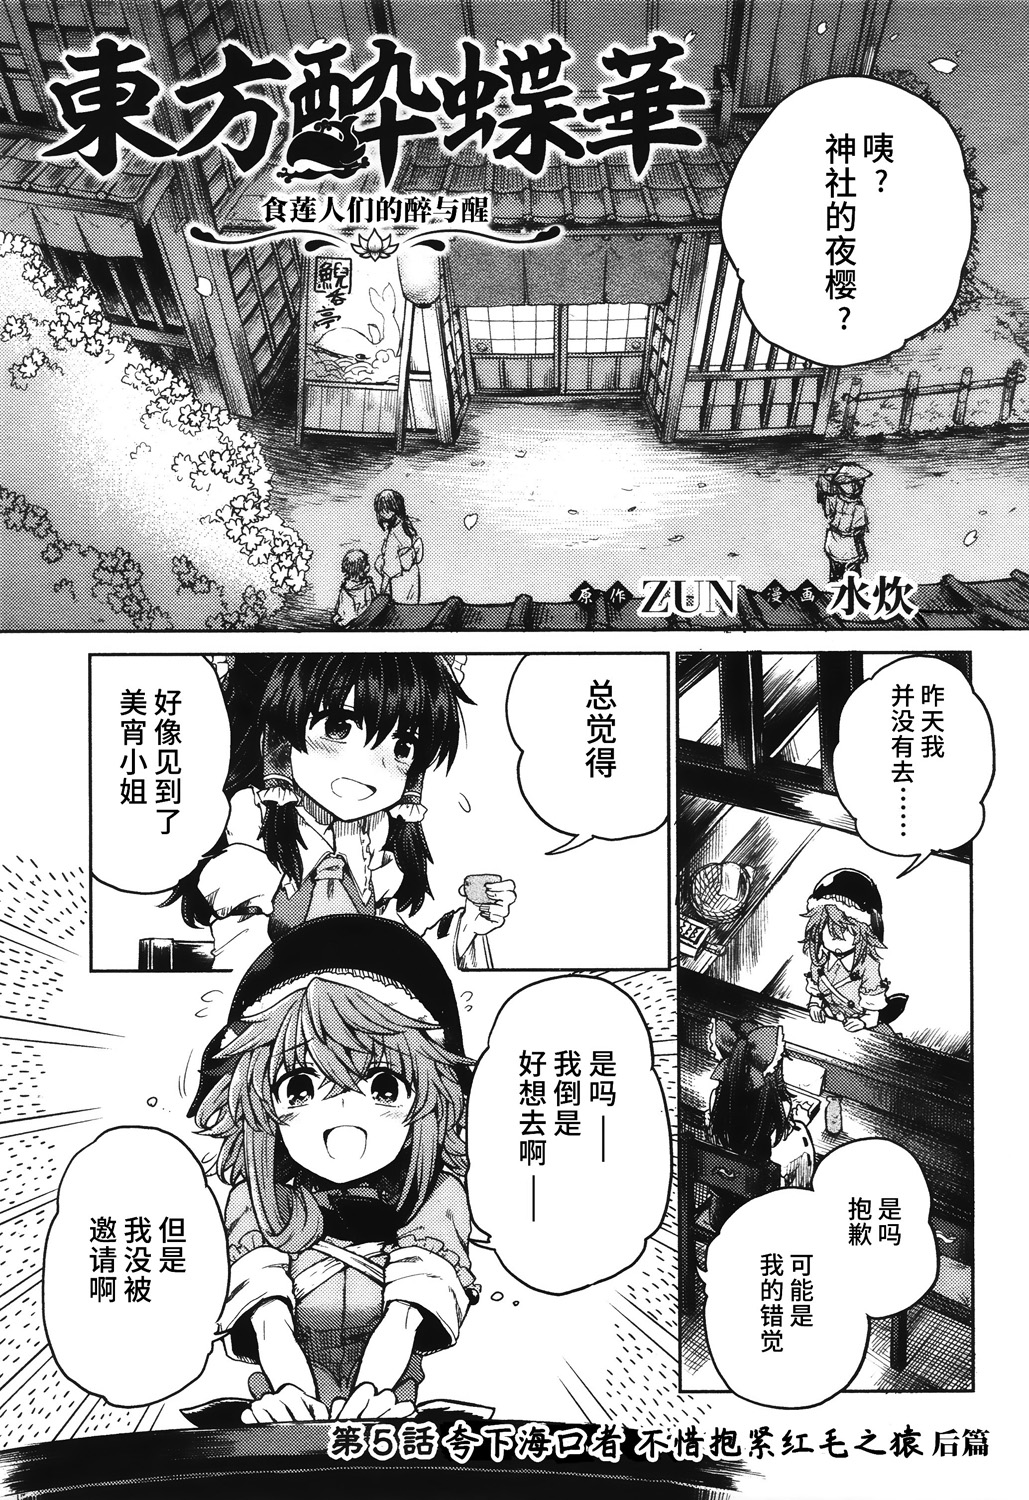 東方酔蝶華
食莲人们的醉与醒
鯢呑亭
咦？
神社的夜樱？
原作 ZUN 漫画 水炊
昨天我
并没有去……
总觉得
好像见到了
美宵小姐
是吗
抱歉
可能是
我的错觉
是吗——
我倒是
好想去啊——
但是
我没被
邀请啊
第5話 夸下海口者 不惜抱紧红毛之猿 后篇